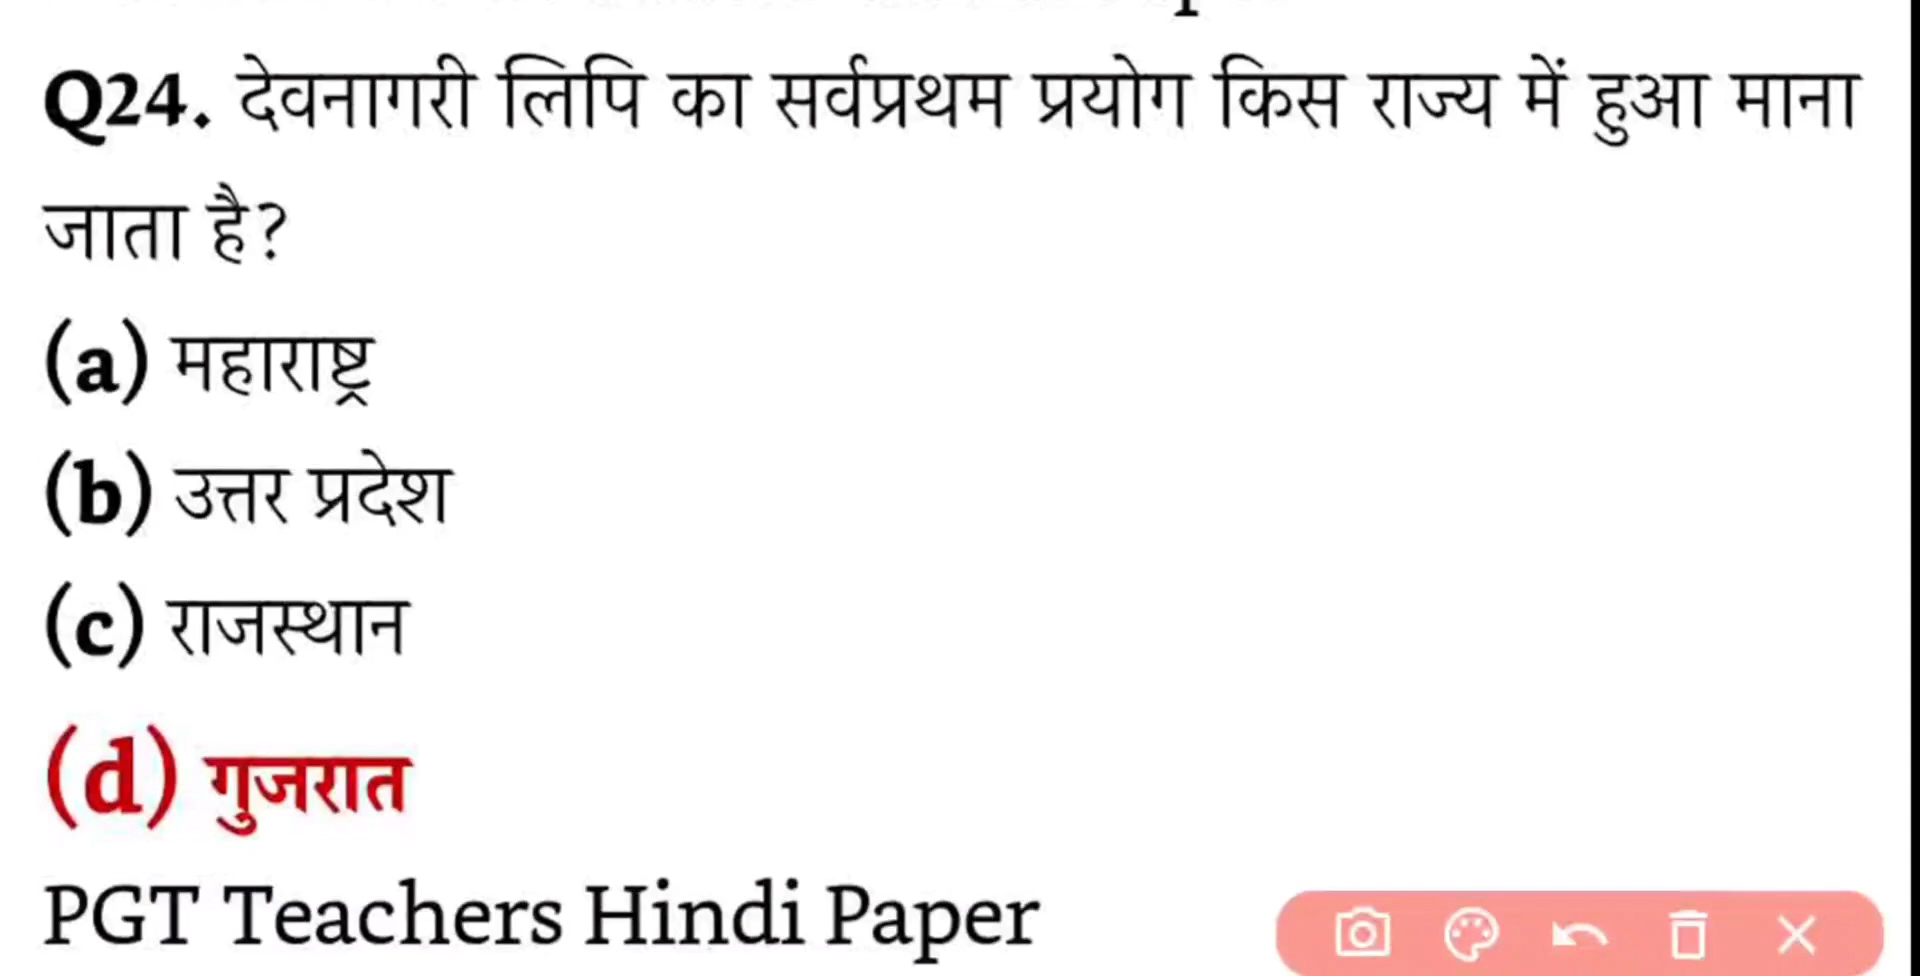 Q24. देवनागरी लिपि का सर्वप्रथम प्रयोग किस राज्य में हुआ माना
जाता है?
(a) महाराष्ट्र
(b) उत्तर प्रदेश
(c) राजस्थान
(d) गुजरात
PGT Teachers Hindi Paper